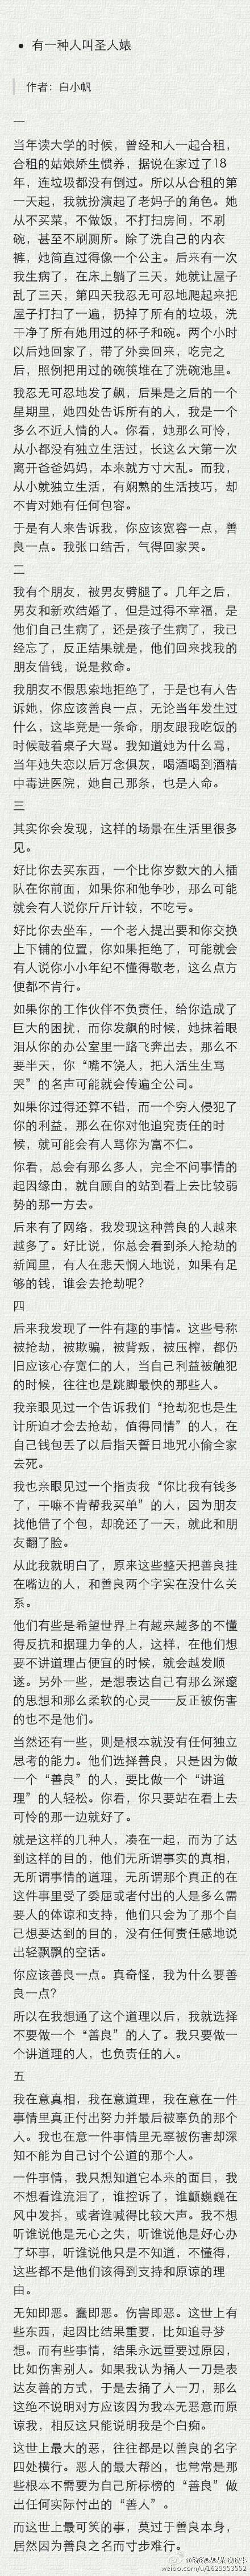 有一种人叫圣人婊
作者：白小帆
一
当年读大学的时候，曾经和人一起合租，
合租的姑娘娇生惯养，据说在家过了18
年，连垃圾都没有倒过。所以从合租的第
一天起，我就扮演起了老妈子的角色。她
从不买菜，不做饭，不打扫房间，不刷
碗，甚至不刷厕所。除了洗自己的内衣
裤，她简直过得像一个公主。后来有一次
我生病了，在床上躺了三天，她就让屋子
乱了三天，第四天我忍无可忍地爬起来把
屋子打扫了一遍，扔掉了所有的垃圾，洗
干净了所有她用过的杯子和碗。两个小时
以后她回家了，带了外卖回来，吃完之
后，照例把用过的碗筷堆在了洗碗池里。
我忍无可忍地发了飙，后果是之后的一个
星期里，她四处告诉所有的人，我是一个
多么不近人情的人。你看，她那么可怜，
从小都没有独立生活过，长这么大第一次
离开爸爸妈妈，本来就方寸大乱。而我，
从小就独立生活，有娴熟的生活技巧，却
不肯对她有任何包容。
于是有人来告诉我，你应该宽容一点，善
良一点。我张口结舌，气得回家哭。
二
我有个朋友，被男友劈腿了。几年之后，
男友和新欢结婚了，但是过得不幸福，是
他们自己生病了，还是孩子生病了，我已
经忘了，反正结果就是，他们回来找我的
朋友借钱，说是救命。
我朋友不假思索地拒绝了，于是也有人告
诉她，你应该善良一点，无论当年发生过
什么，这毕竟是一条命，朋友跟我吃饭的
时候敲着桌子大骂。我知道她为什么骂，
当年她失恋以后万念俱灰，喝酒喝到酒精
中毒进医院，她自己那条，也是人命。
三
其实你会发现，这样的场景在生活里很多
见。
好比你去买东西，一个比你岁数大的人插
队在你前面，如果你和他争吵，那么可能
就会有人说你斤斤计较，不吃亏。
好比你去坐车，一个老人提出要和你交换
上下铺的位置，你如果拒绝了，可能就会
有人说你小小年纪不懂得敬老，这么点方
便都不肯行。
如果你的工作伙伴不负责任，给你造成了
巨大的困扰，而你发飙的时候，她抹着眼
泪从你的办公室里一路飞奔出去，那么不
要半天，你“嘴不饶人，把人活生生骂
哭”的名声可能就会传遍全公司。
如果你过得还算不错，而一个穷人侵犯了
你的利益，那么在你对他追究责任的时
候，就可能会有人骂你为富不仁。
你看，总会有那么多人，完全不问事情的
起因缘由，就自顾自的站到看上去比较弱
势的那一方去。
后来有了网络，我发现这种善良的人越来
越多了。好比说，你总会看到杀人抢劫的
新闻里，有人在悲天悯人地说，如果有足
够的钱，谁会去抢劫呢？
四
后来我发现了一件有趣的事情。这些号称
被抢劫，被欺骗，被背叛，被压榨，都仍
旧应该心存宽仁的人，当自己利益被触犯
的时候，往往也是跳脚最快的那些人。
我亲眼见过一个告诉我们“抢劫犯也是生
计所迫才会去抢劫，值得同情”的人，在
自己钱包丢了以后指天誓日地咒小偷全家
去死。
我也亲眼见过一个指责我“你比我有钱多
了，干嘛不肯帮我买单”的人，因为朋友
找他借了个包，却晚还了一天，就此和朋
友翻了脸。
从此我就明白了，原来这些整天把善良挂
在嘴边的人，和善良两个字实在没什么关
系。
他们有些是希望世界上有越来越多的不懂
得反抗和据理力争的人，这样，在他们想
要不讲道理占便宜的时候，就会越发顺
遂。另外一些，是想表达自己有那么深邃
的思想和那么柔软的心灵——反正被伤害
的也不是他们。
当然还有一些，则是根本就没有任何独立
思考的能力。他们选择善良，只是因为做
一个“善良”的人，要比做一个“讲道
理”的人轻松。你看，你只要站在看上去
可怜的那一边就好了。
就是这样的几种人，凑在一起，而为了达
到这样的目的，他们无所谓事实的真相，
无所谓事情的道理，无所谓那个真正的在
这件事里受了委屈或者付出的人是多么需
要人的体谅和支持，他们只会为了那个自
己想要达到的目的，没有任何责任感地说
出轻飘飘的空话。
你应该善良一点。真奇怪，我为什么要善
良一点？
所以在我想通了这个道理以后，我就选择
不要做一个“善良”的人了。我只要做一
个讲道理的人，也负责任的人。
五
我在意真相，我在意道理，我在意在一件
事情里真正付出努力并最后被辜负的那个
人。我也在意一件事情里无辜被伤害却深
知不能为自己讨个公道的那个人。
一件事情，我只想知道它本来的面目，我
不想看谁流泪了，谁控诉了，谁颤巍巍在
风中发抖，或者谁喊得比较大声。我不想
听谁说他是无心之失，听谁说他是好心办
了坏事，听谁说他只是不知道，不懂得，
这些都不是他们该得到支持和原谅的理
由。
无知即恶。蠢即恶。伤害即恶。这世上有
些东西，起因比结果重要，比如追寻梦
想。而有些事情，结果永远重要过原因，
比如伤害别人。如果我认为捅人一刀是表
达友善的方式，于是去捅了人一刀，那么
这绝不说明对方应该因为我本无恶意而原
谅我，相反这只能说明我是个白痴。
这世上最大的恶，往往都是以善良的名字
四处横行。恶人的最大帮凶，也常常是那
些根本不需要为自己所标榜的“善良”做
出任何实际付出的“善人”。
而这世上最可笑的事，莫过于善良本身，
居然因为善良之名而寸步难行。
weibo.com/u/1623953552